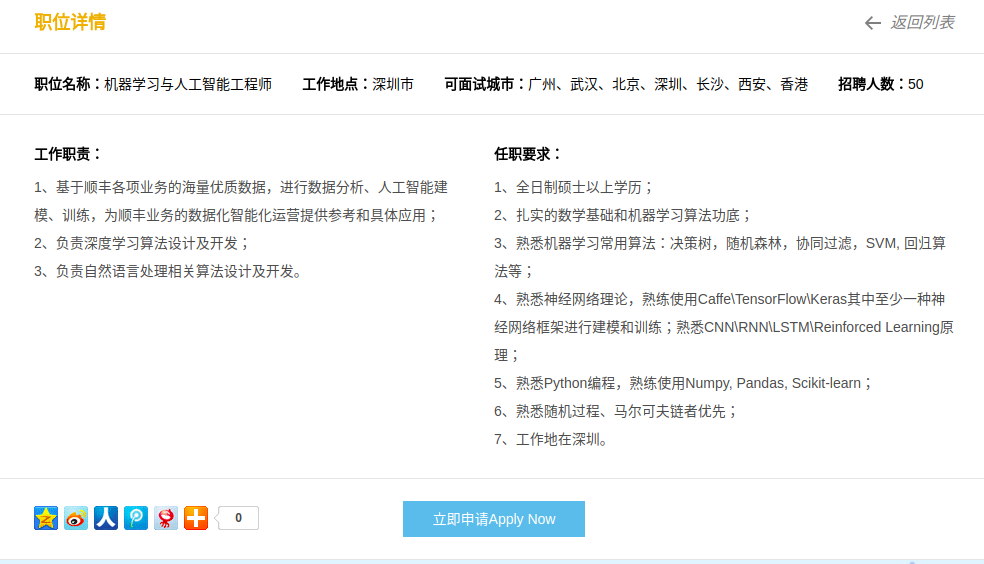 职位详情
返回列表
职位名称：机器学习与人工智能工程师 工作地点：深圳市 可面试城市：广州、武汉、北京、深圳、长沙、西安、香港 招聘人数：50
工作职责：
1、基于顺丰各项业务的海量优质数据，进行数据分析、人工智能建
模、训练，为顺丰业务的数据化智能化运营提供参考和具体应用；
2、负责深度学习算法设计及开发；
3、负责自然语言处理相关算法设计及开发。
任职要求：
1、全日制硕士以上学历；
2、扎实的数学基础和机器学习算法功底；
3、熟悉机器学习常用算法：决策树，随机森林，协同过滤，SVM, 回归算
法等；
4、熟悉神经网络理论，熟练使用Caffe\TensorFlow\Keras其中至少一种神
经网络框架进行建模和训练；熟悉CNN\RNN\LSTM\Reinforced Learning原
理；
5、熟悉Python编程，熟练使用Numpy, Pandas, Scikit-learn；
6、熟悉随机过程、马尔可夫链者优先；
7、工作地在深圳。
人
0
立即申请Apply Now